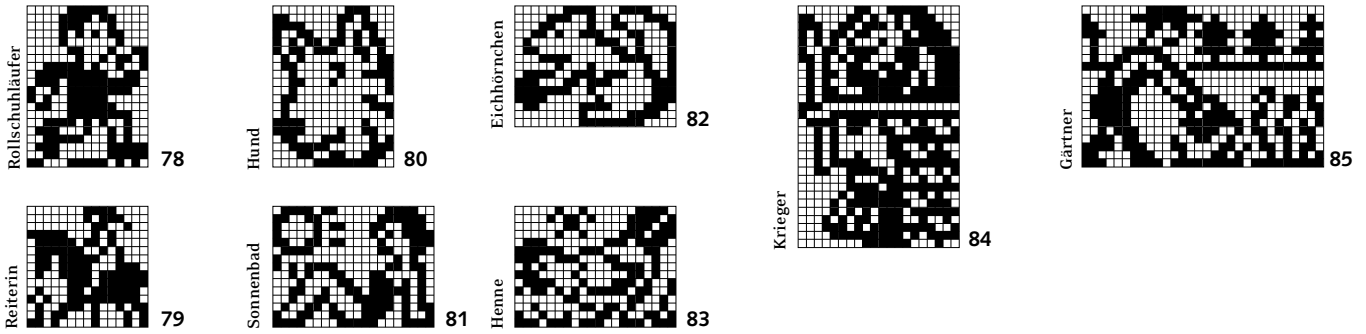 Rollschuhläufer
78
Hund
80
Eichhörnchen
82
Krieger
84
Gärtner
85
Reiterin
79
Sonnenbad
81
Henne
83